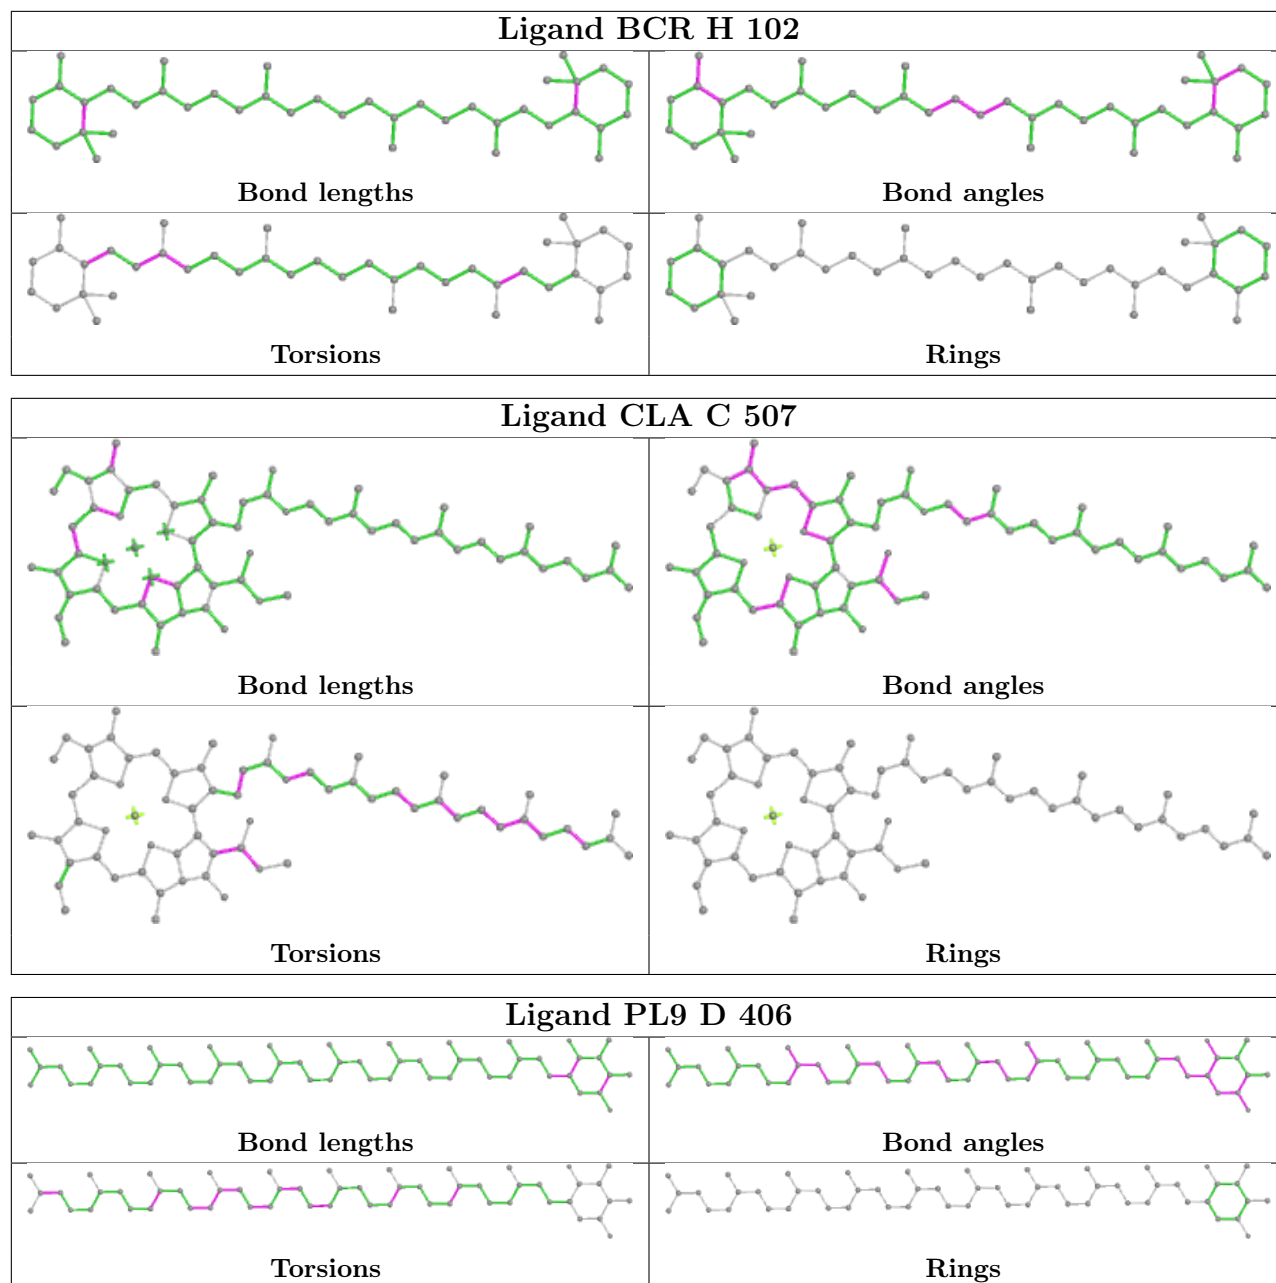 Ligand BCR H 102
Bond lengths
Bond angles
Torsions
Rings
Ligand CLA C 507
Bond lengths
Bond angles
Torsions
Rings
Ligand PL9 D 406
Bond lengths
Bond angles
Torsions
Rings